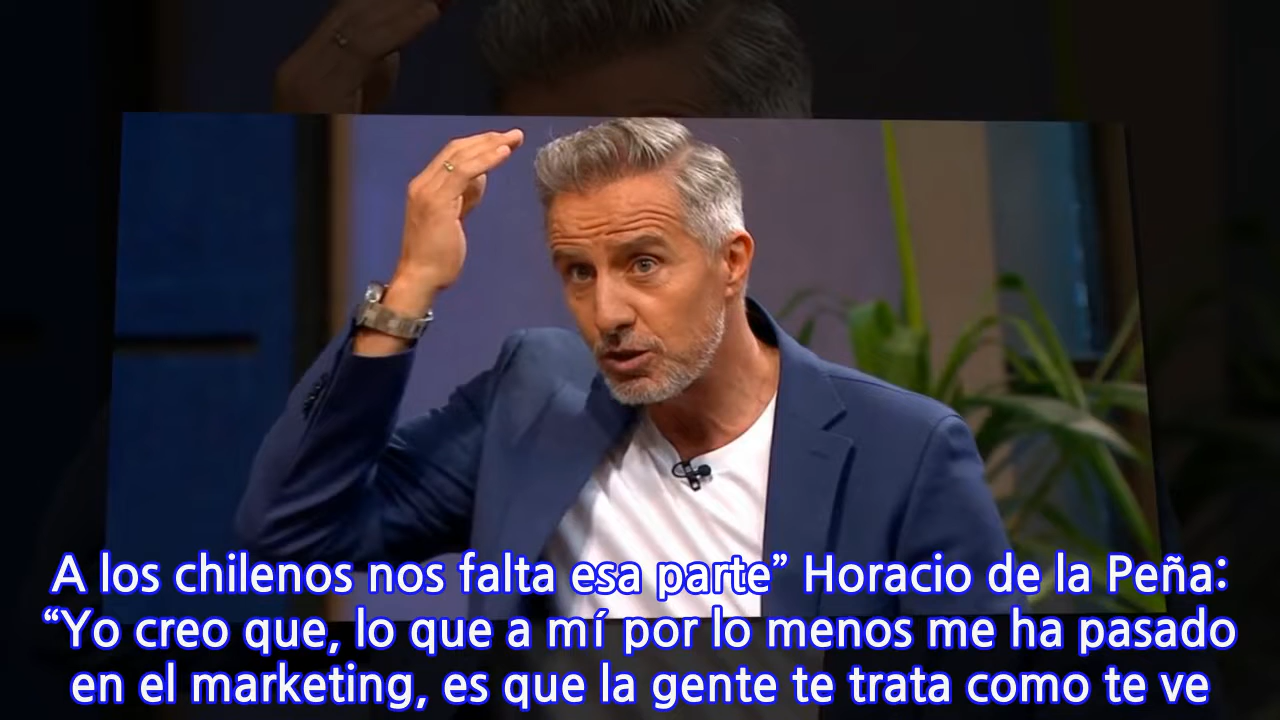 A los chilenos nos falta esa parte” Horacio de la Peña:
“Yo creo que, lo que a mí por lo menos me ha pasado
en el marketing, es que la gente te trata como te ve